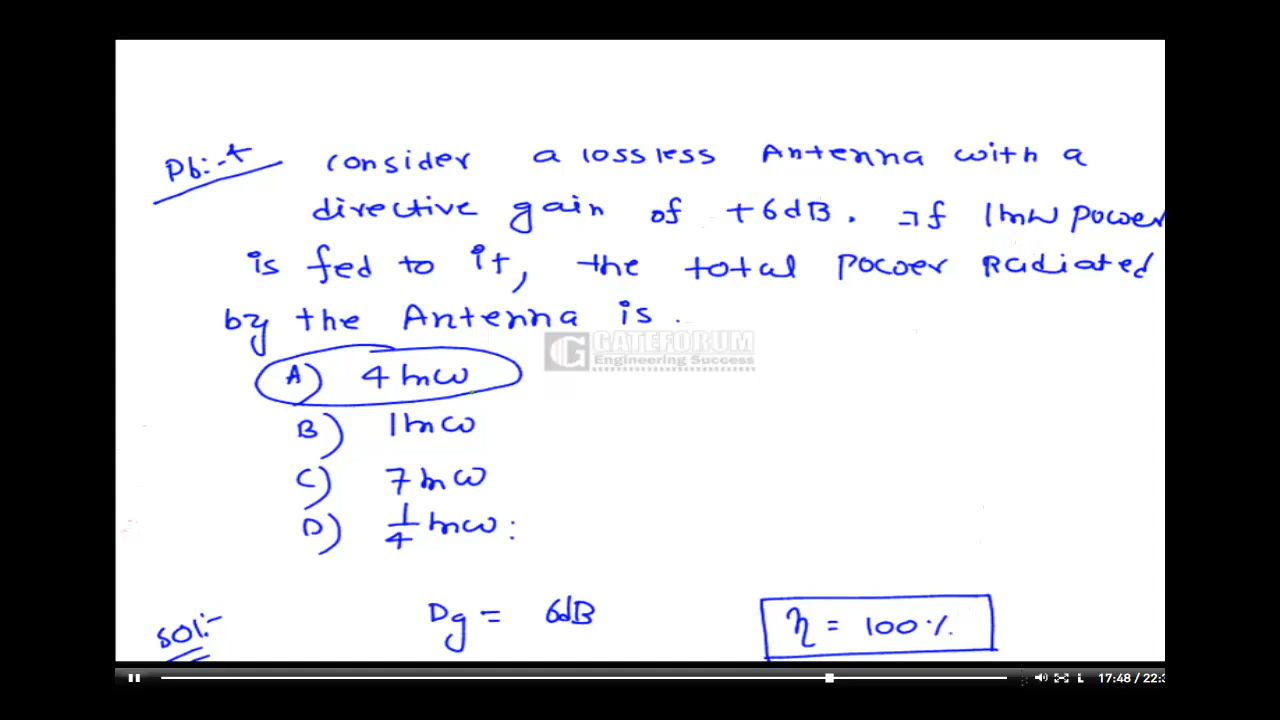 Pb:-
Consider a lossless Antenna with a
directive gain of +6dB. If 1mW power
is fed to it, the total power Radiated
by the Antenna is.
GATEFORUM
Engineering Success
A) 4mW
B) 1mW
C) 7mW
D) 1/4 mW:
Sol:-
Dg = 6dB
η = 100%.
17:48 / 22: